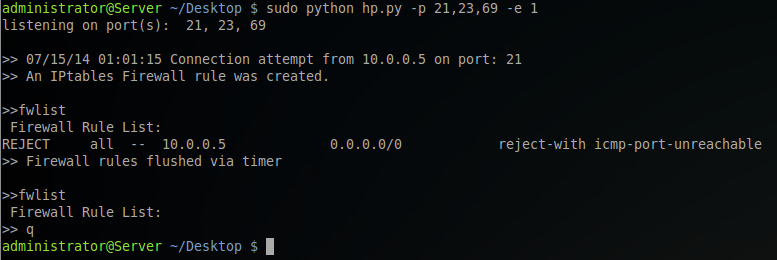 administrator@Server ~/Desktop $ sudo python hp.py -p 21,23,69 -e 1
listening on port(s):  21, 23, 69
>> 07/15/14 01:01:15 Connection attempt from 10.0.0.5 on port: 21
>> An IPtables Firewall rule was created.
>>fwlist
 Firewall Rule List:
REJECT     all  --  10.0.0.5             0.0.0.0/0            reject-with icmp-port-unreachable
>> Firewall rules flushed via timer
>>fwlist
 Firewall Rule List:
>> q
administrator@Server ~/Desktop $